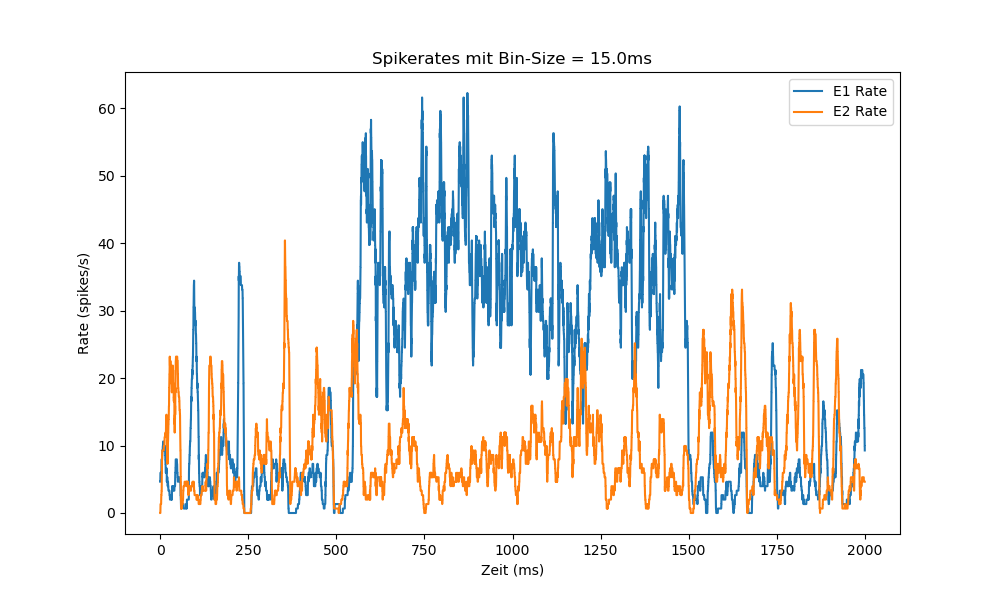 Spikerates mit Bin-Size = 15.0ms
E1 Rate
E2 Rate
Rate (spikes/s)
60
50
40
30
20
10
0
0 250 500 750 1000 1250 1500 1750 2000
Zeit (ms)